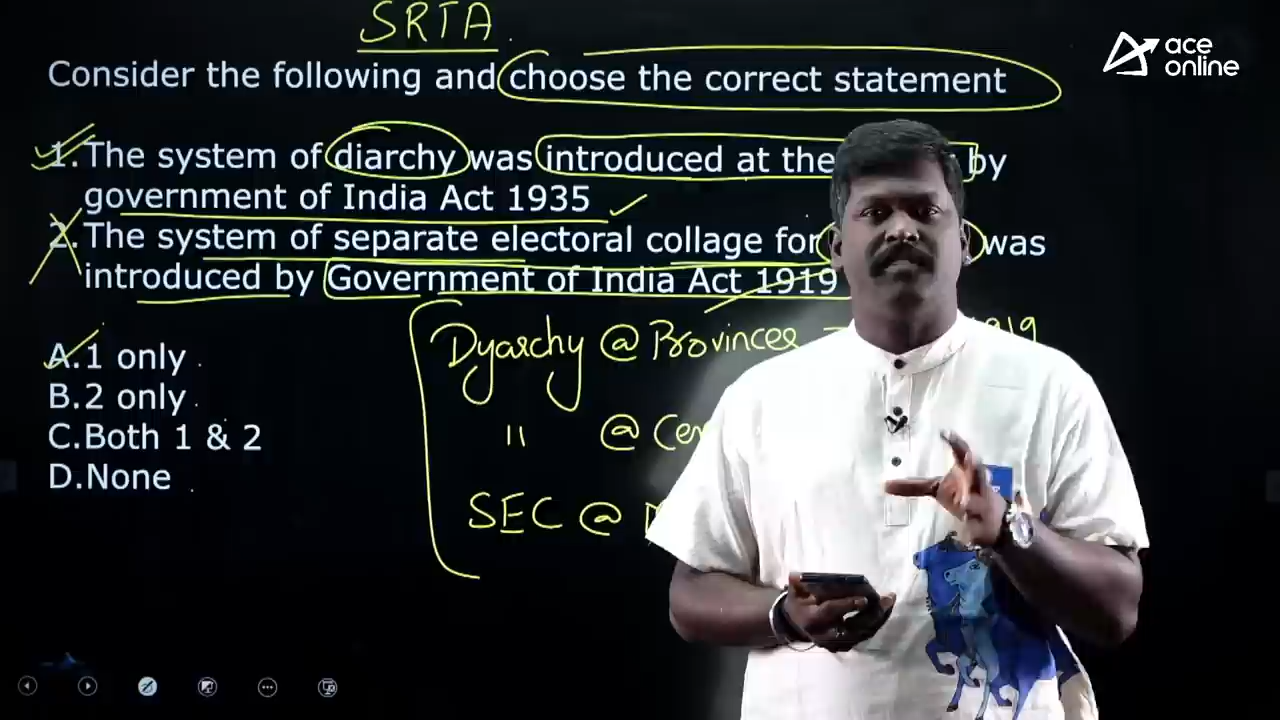 SRTA
ace
online
Consider the following and choose the correct statement
1.The system of diarchy was introduced at the by
government of India Act 1935
2.The system of separate electoral collage for was
introduced by Government of India Act 1919
Dyarchy @ Provinces
A.1 only
B.2 only
C.Both 1 & 2
D.None
" @
SEC @